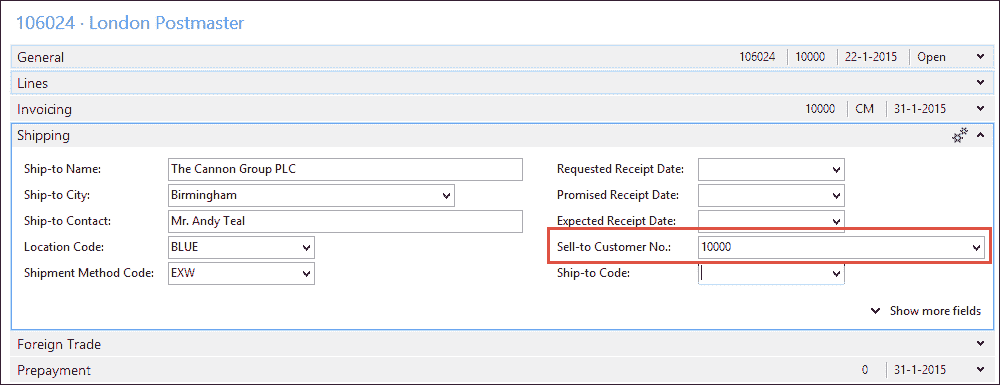 106024 · London Postmaster
General 106024 10000 22-1-2015 Open
Lines
Invoicing 10000 CM 31-1-2015
Shipping
Ship-to Name: The Cannon Group PLC Requested Receipt Date:
Ship-to City: Birmingham Promised Receipt Date:
Ship-to Contact: Mr. Andy Teal Expected Receipt Date:
Location Code: BLUE Sell-to Customer No.: 10000
Shipment Method Code: EXW Ship-to Code:
Show more fields
Foreign Trade
Prepayment 0 31-1-2015